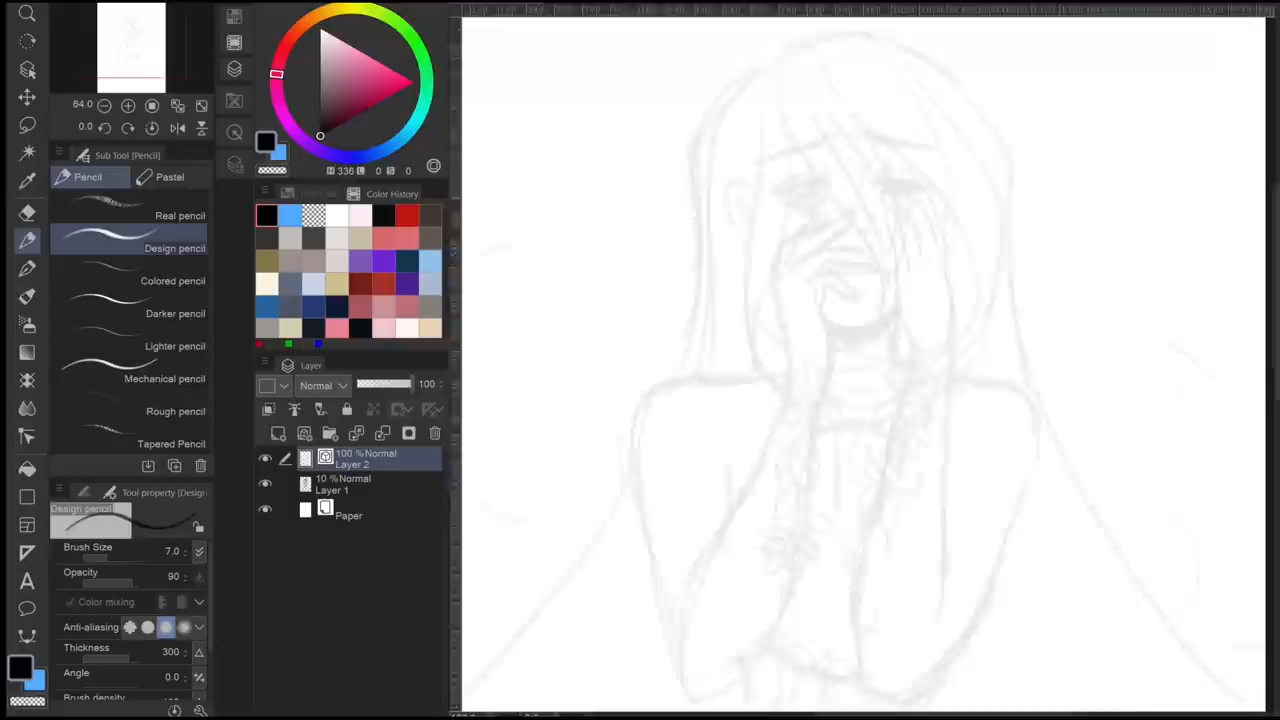 64.0
0.0
Sub Tool [Pencil]
Pencil
Pastel
Real pencil
Design pencil
Colored pencil
Darker pencil
Lighter pencil
Mechanical pencil
Rough pencil
Tapered Pencil
Tool property [Design
Design pencil
Brush Size 7.0
Opacity 90
Color mixing
Anti-aliasing
Thickness 300
Angle 0.0
Brush density
H 336 L 0 S 0
Color History
Layer
Normal 100
100 % Normal
Layer 2
10 % Normal
Layer 1
Paper